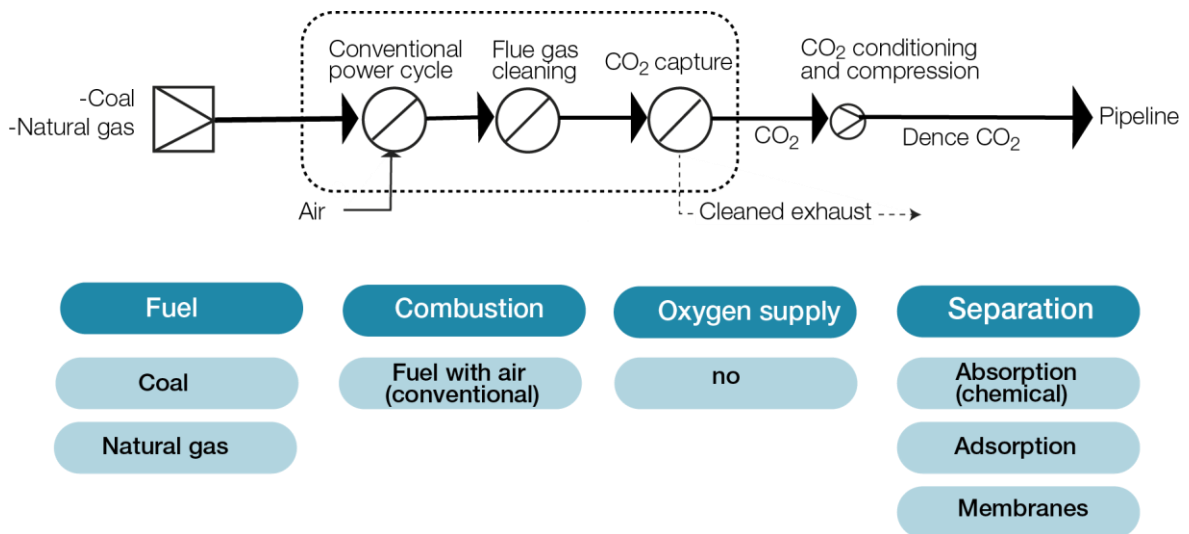 Conventional
power cycle
Flue gas
cleaning
CO₂ capture
CO₂ conditioning
and compression
-Coal
-Natural gas
Pipeline
CO₂
Dence CO₂
Air
Cleaned exhaust
Fuel
Combustion
Oxygen supply
Separation
Coal
Fuel with air
(conventional)
no
Absorption
(chemical)
Natural gas
Adsorption
Membranes